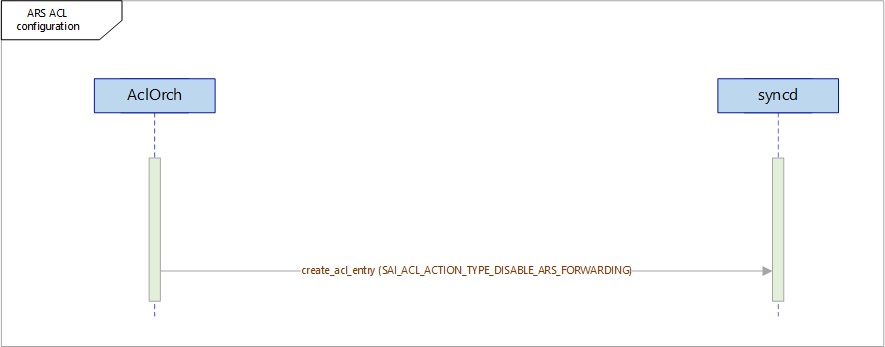 ARS ACL
configuration
AclOrch
syncd
create_acl_entry (SAI_ACL_ACTION_TYPE_DISABLE_ARS_FORWARDING)